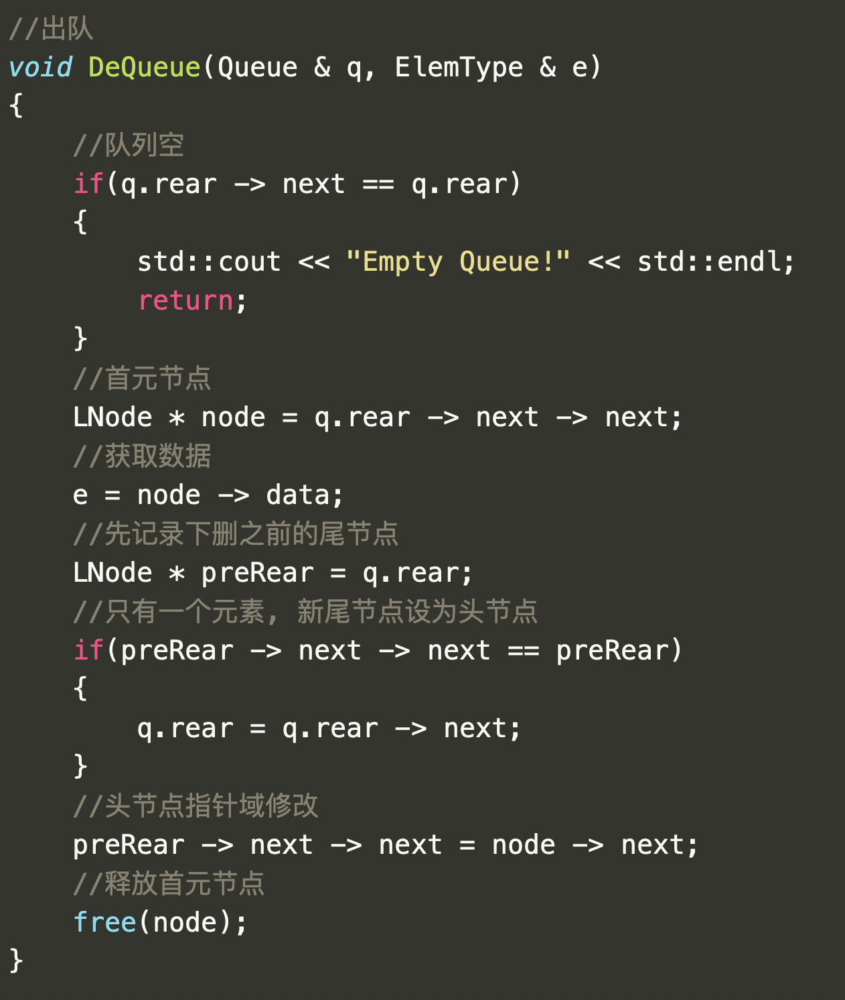 //出队
void DeQueue(Queue & q, ElemType & e)
{
    //队列空
    if(q.rear -> next == q.rear)
    {
        std::cout << "Empty Queue!" << std::endl;
        return;
    }
    //首元节点
    LNode * node = q.rear -> next -> next;
    //获取数据
    e = node -> data;
    //先记录下删之前的尾节点
    LNode * preRear = q.rear;
    //只有一个元素, 新尾节点设为头节点
    if(preRear -> next -> next == preRear)
    {
        q.rear = q.rear -> next;
    }
    //头节点指针域修改
    preRear -> next -> next = node -> next;
    //释放首元节点
    free(node);
}